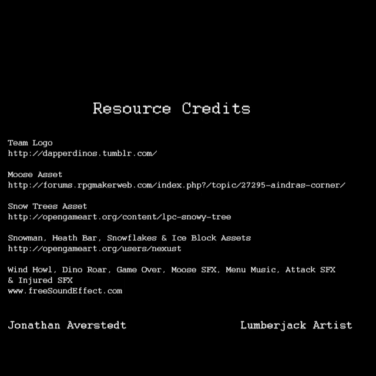 Resource Credits
Team Logo
http://dapperdinos.tumblr.com/
Moose Asset
http://forums.rpgmakerweb.com/index.php?/topic/27295-aindras-corner/
Snow Trees Asset
http://opengameart.org/content/lpc-snowy-tree
Snowman, Heath Bar, Snowflakes & Ice Block Assets
http://opengameart.org/users/nexust
Wind Howl, Dino Roar, Game Over, Moose SFX, Menu Music, Attack SFX
& Injured SFX
www.freeSoundEffect.com
Jonathan Averstedt Lumberjack Artist